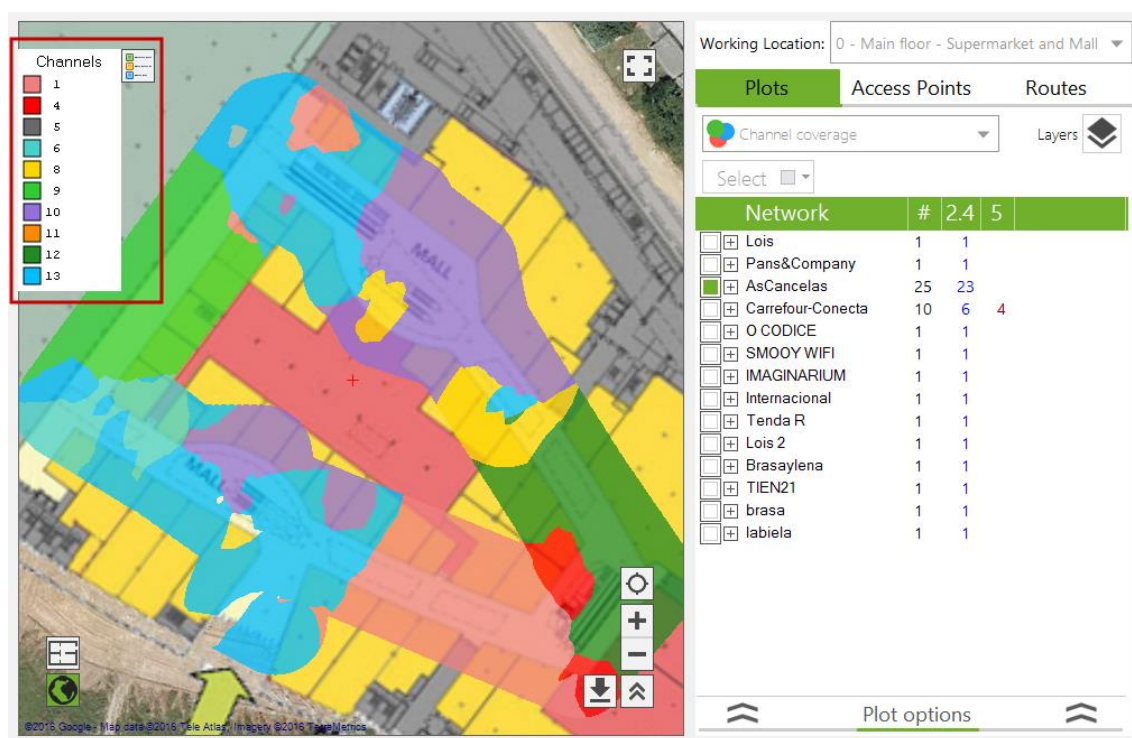 Channels
1
4
5
6
8
9
10
11
12
13
MALL
MALL
MALL
©2016 Google - Map data ©2016 Tele Atlas, Imagery ©2016 TerraMetrics
Working Location: 0 - Main floor - Supermarket and Mall
Plots Access Points Routes
Channel coverage Layers
Select
Network # 2.4 5
Lois 1 1
Pans&Company 1 1
AsCancelas 25 23
Carrefour-Conecta 10 6 4
O CODICE 1 1
SMOOY WIFI 1 1
IMAGINARIUM 1 1
Internacional 1 1
Tenda R 1 1
Lois 2 1 1
Brasaylena 1 1
TIEN21 1 1
brasa 1 1
labiela 1 1
Plot options